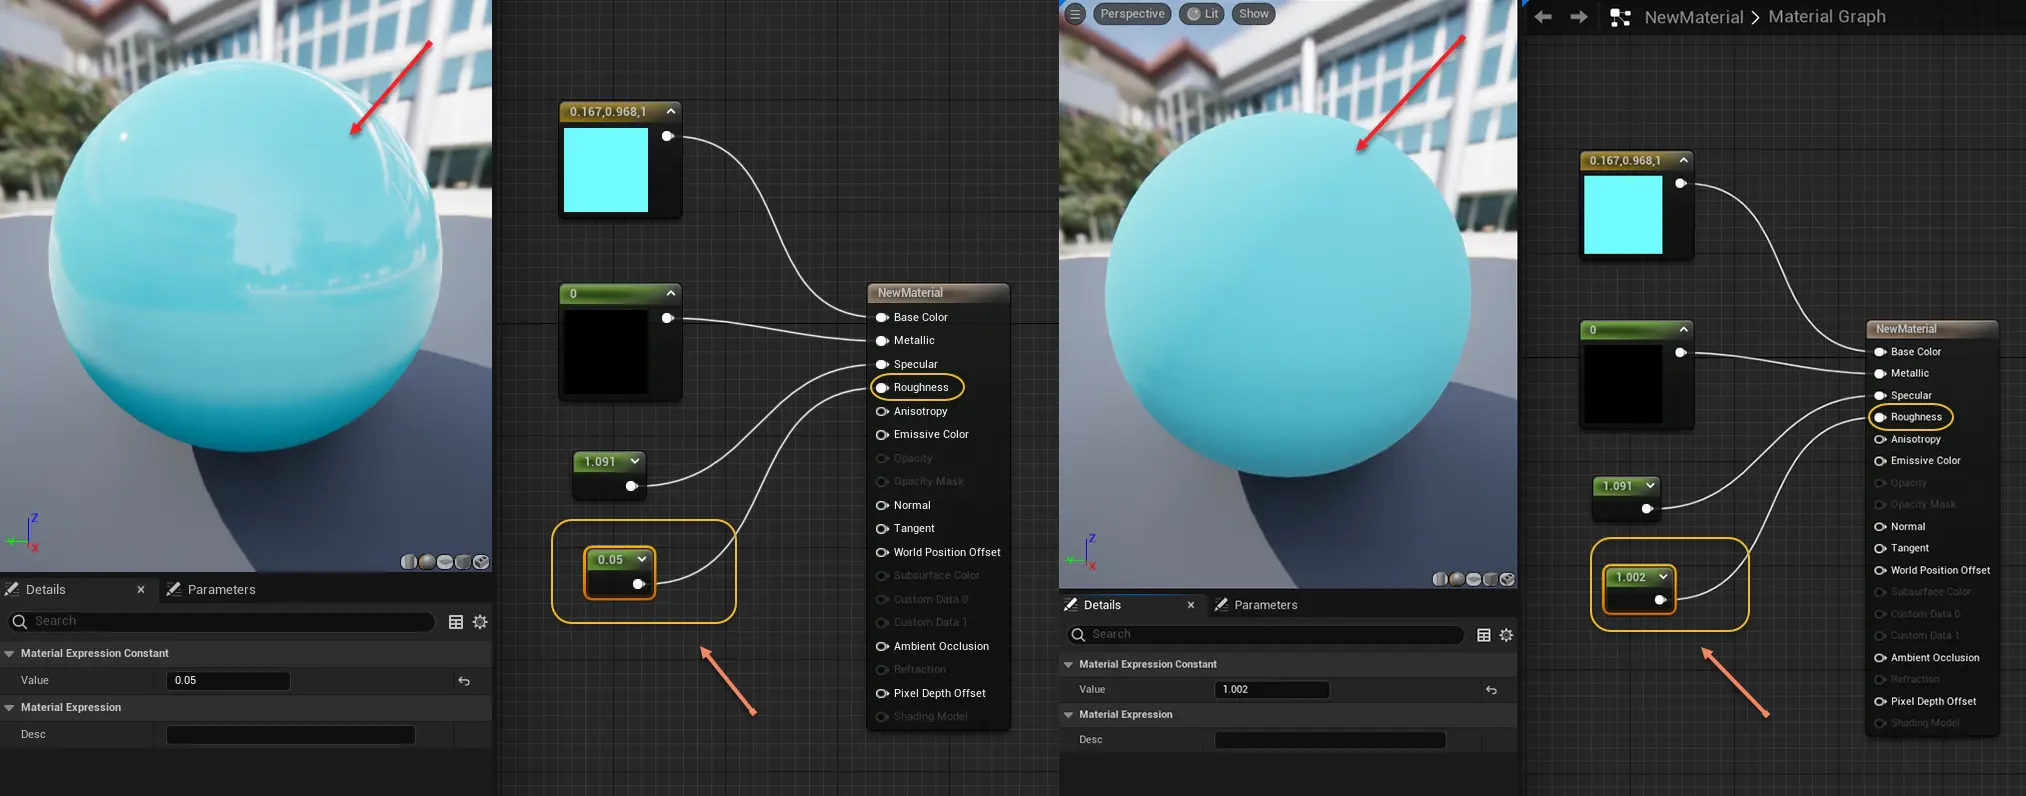 0.167,0.968,1
0
NewMaterial
Base Color
Metallic
Specular
Roughness
Anisotropy
Emissive Color
Opacity
Opacity Mask
Normal
Tangent
World Position Offset
Subsurface Color
Custom Data 0
Custom Data 1
Ambient Occlusion
Refraction
Pixel Depth Offset
Shading Model
1.091
0.05
Z
Y
X
Details
Parameters
Search
Material Expression Constant
Value 0.05
Material Expression
Desc
Perspective Lit Show
Z
Y
X
Details
Parameters
Search
Material Expression Constant
Value 1.002
Material Expression
Desc
NewMaterial > Material Graph
0.167,0.968,1
0
NewMaterial
Base Color
Metallic
Specular
Roughness
Anisotropy
Emissive Color
Opacity
Opacity Mask
Normal
Tangent
World Position Offset
Subsurface Color
Custom Data 0
Custom Data 1
Ambient Occlusion
Refraction
Pixel Depth Offset
Shading Model
1.091
1.002